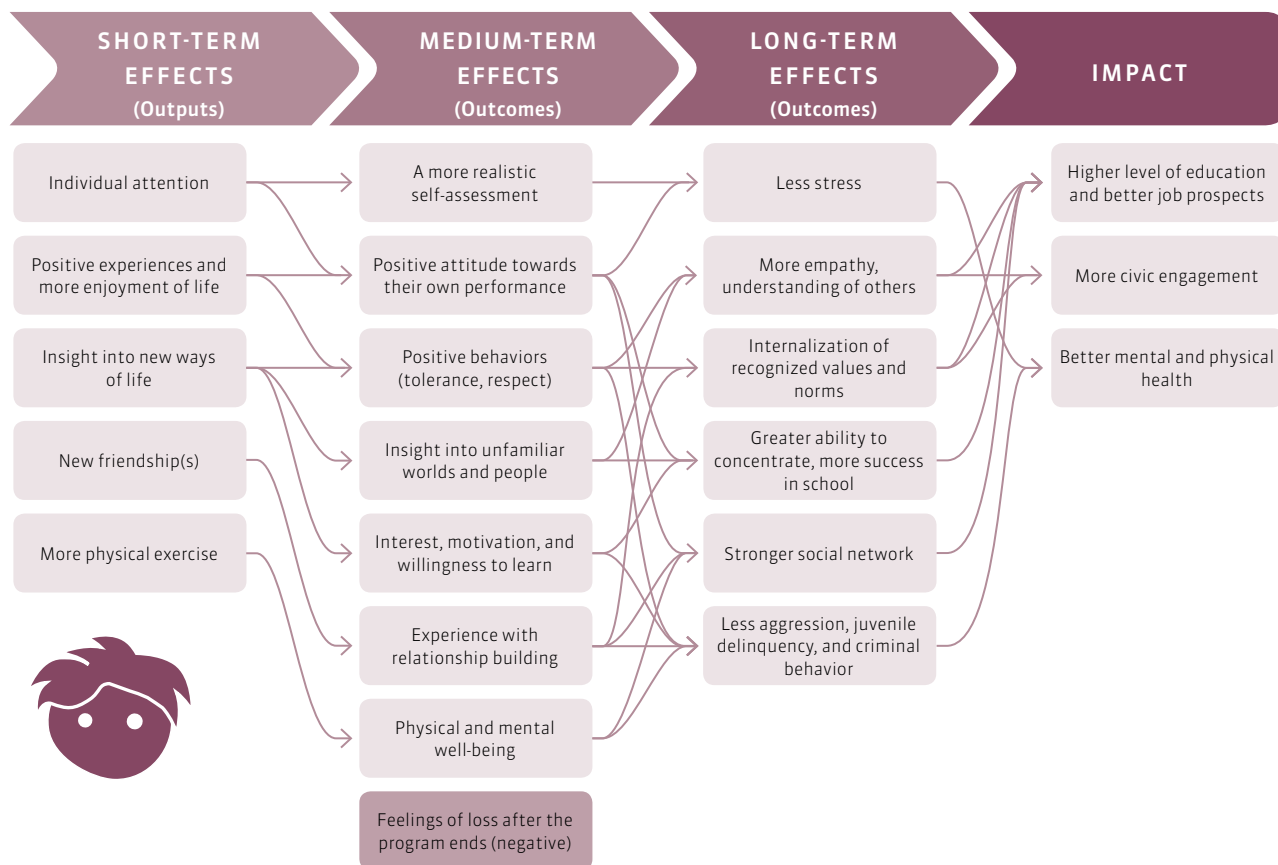 SHORT-TERM
EFFECTS
(Outputs)
MEDIUM-TERM
EFFECTS
(Outcomes)
LONG-TERM
EFFECTS
(Outcomes)
IMPACT
Individual attention
Positive experiences and
more enjoyment of life
Insight into new ways
of life
New friendship(s)
More physical exercise
A more realistic
self-assessment
Positive attitude towards
their own performance
Positive behaviors
(tolerance, respect)
Insight into unfamiliar
worlds and people
Interest, motivation, and
willingness to learn
Experience with
relationship building
Physical and mental
well-being
Feelings of loss after the
program ends (negative)
Less stress
More empathy,
understanding of others
Internalization of
recognized values and
norms
Greater ability to
concentrate, more success
in school
Stronger social network
Less aggression, juvenile
delinquency, and criminal
behavior
Higher level of education
and better job prospects
More civic engagement
Better mental and physical
health